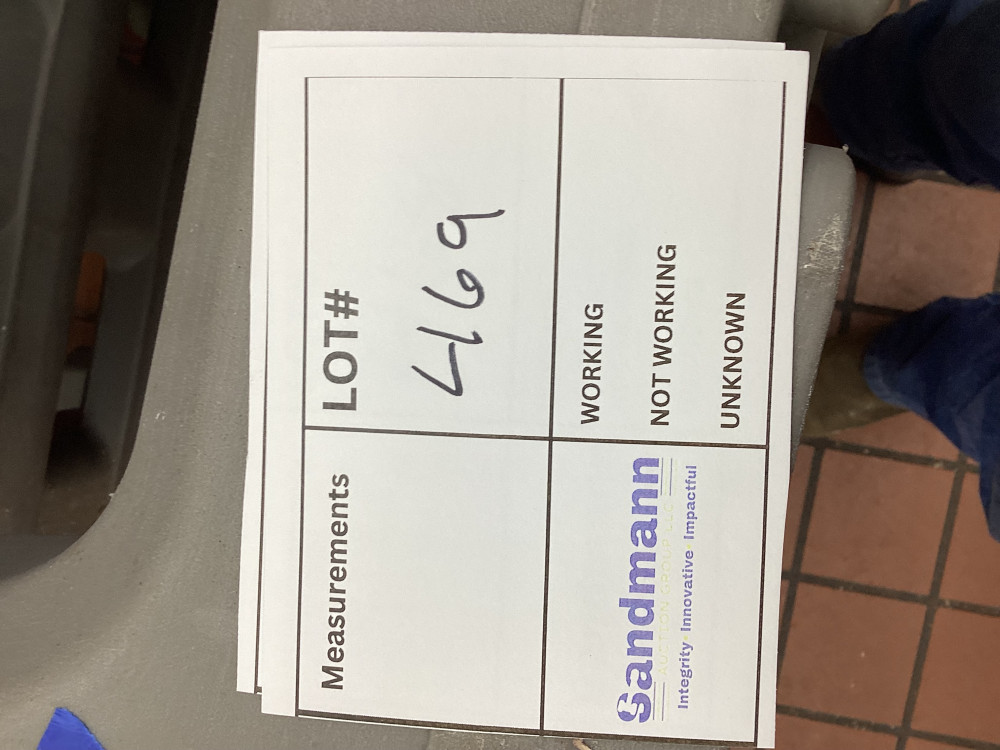 Measurements
LOT#
469
Sandmann
AUCTION GROUP LLC
Integrity Innovative Impactful
WORKING
NOT WORKING
UNKNOWN